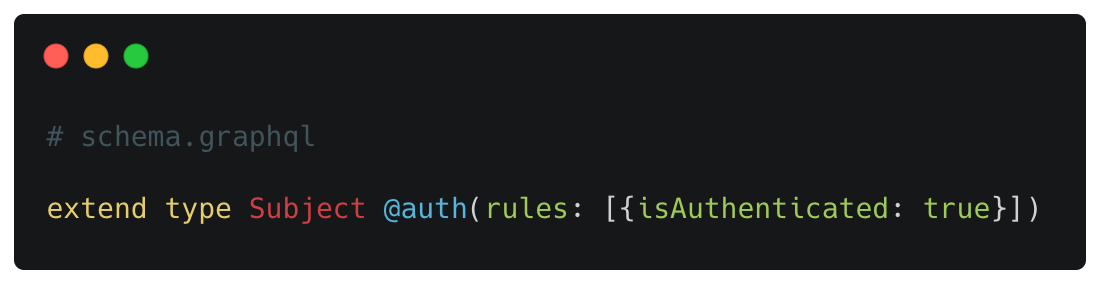 # schema.graphql
extend type Subject @auth(rules: [{isAuthenticated: true}])